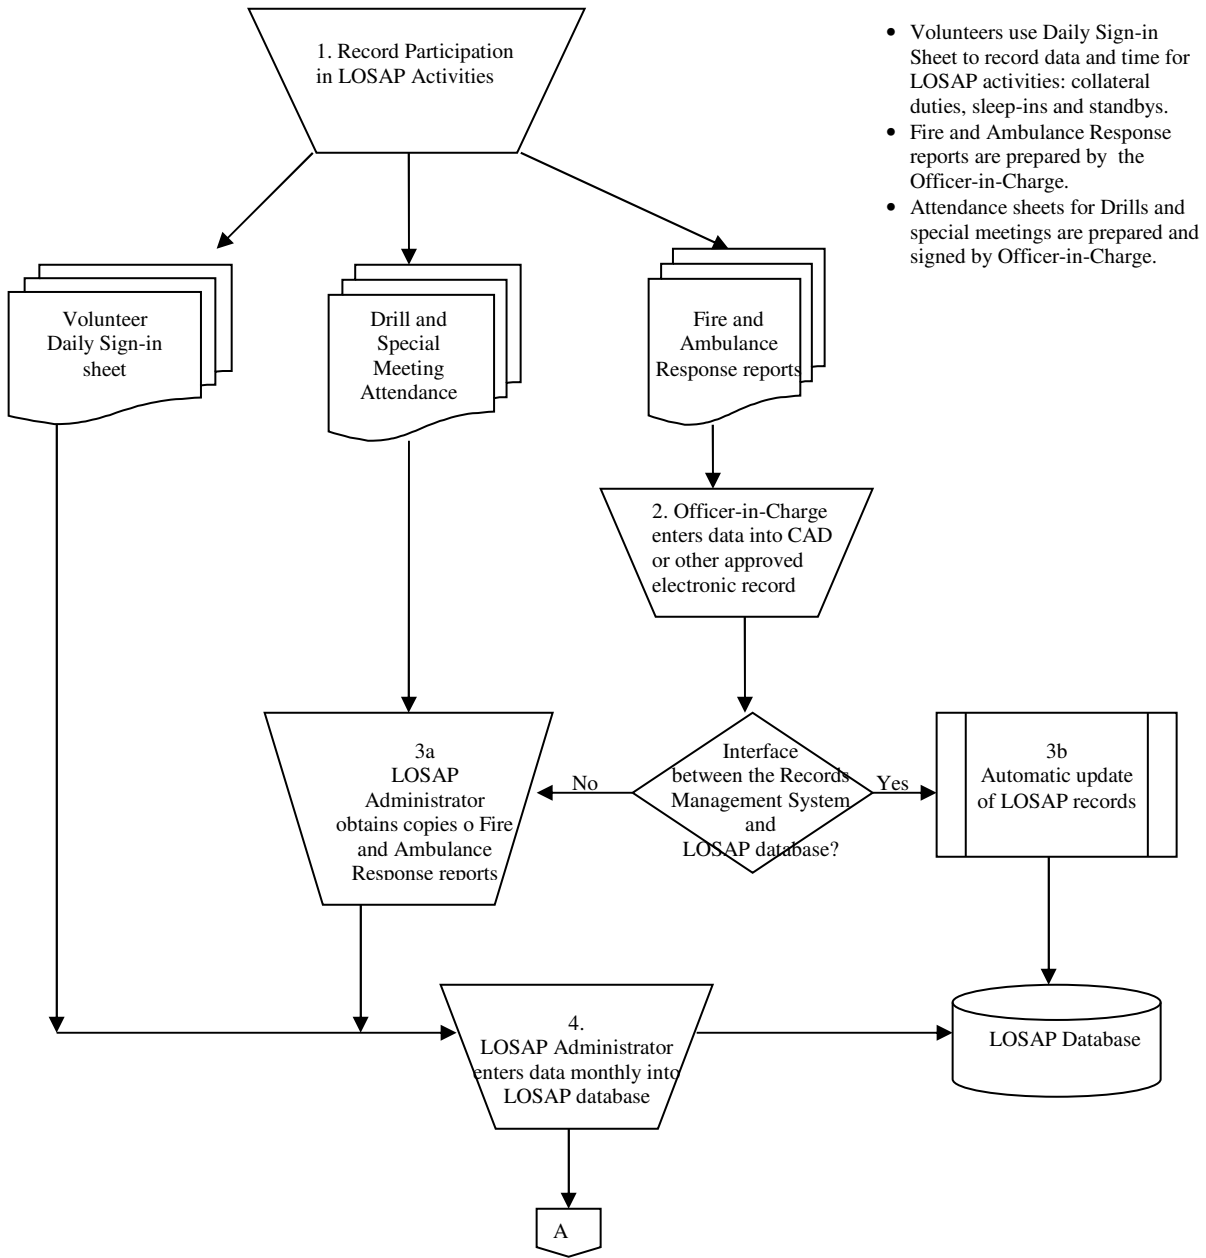 1. Record Participation
in LOSAP Activities
• Volunteers use Daily Sign-in
Sheet to record data and time for
LOSAP activities: collateral
duties, sleep-ins and standbys.
• Fire and Ambulance Response
reports are prepared by the
Officer-in-Charge.
• Attendance sheets for Drills and
special meetings are prepared and
signed by Officer-in-Charge.
Volunteer
Daily Sign-in
sheet
Drill and
Special
Meeting
Attendance
Fire and
Ambulance
Response reports
2. Officer-in-Charge
enters data into CAD
or other approved
electronic record
3a
LOSAP
Administrator
obtains copies o Fire
and Ambulance
Response reports
No
Interface
between the Records
Management System
and
LOSAP database?
Yes
3b
Automatic update
of LOSAP records
4.
LOSAP Administrator
enters data monthly into
LOSAP database
LOSAP Database
A